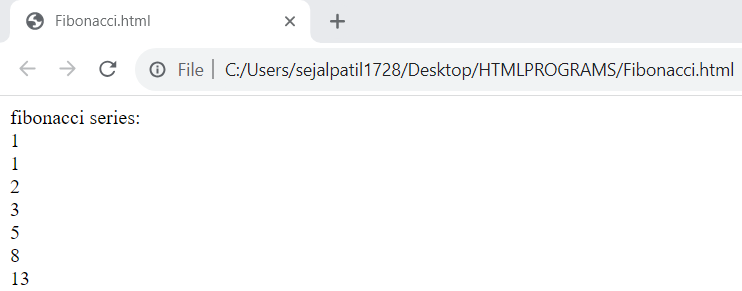 Fibonacci.html
File C:/Users/sejalpatil1728/Desktop/HTMLPROGRAMS/Fibonacci.html
fibonacci series:
1
1
2
3
5
8
13